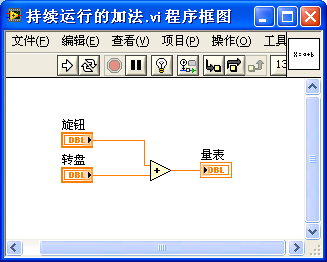 持续运行的加法.vi 程序框图
文件(F) 编辑(E) 查看(V) 项目(P) 操作(O) 工具
X=a+b
13
旋钮
DBL
转盘
DBL
+
量表
DBL